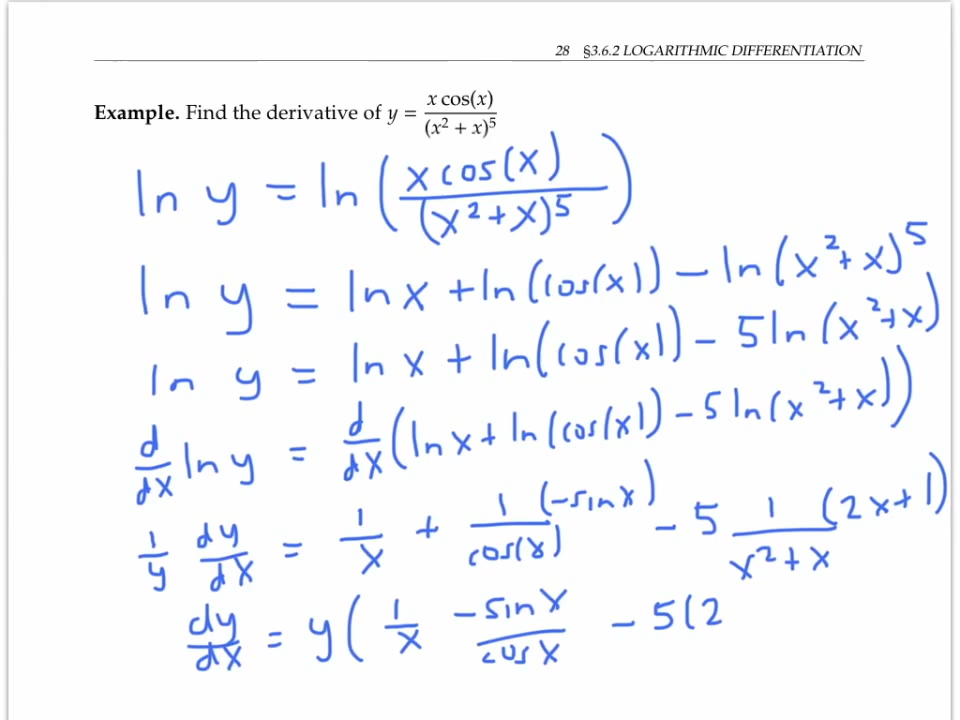 28 §3.6.2 LOGARITHMIC DIFFERENTIATION
Example. Find the derivative of y = x cos(x) / (x² + x)⁵
ln y = ln ( x cos(x) / (x²+x)⁵ )
ln y = ln x + ln (cos(x)) − ln (x²+x)⁵
ln y = ln x + ln(cos(x)) − 5 ln (x²+x)
d/dx ln y = d/dx (ln x + ln (cos(x)) − 5 ln (x²+x))
1/y dy/dx = 1/x + 1/cos(x) (−sin x) − 5 1/(x²+x) (2x+1)
dy/dx = y ( 1/x − sin x / cos x − 5(2